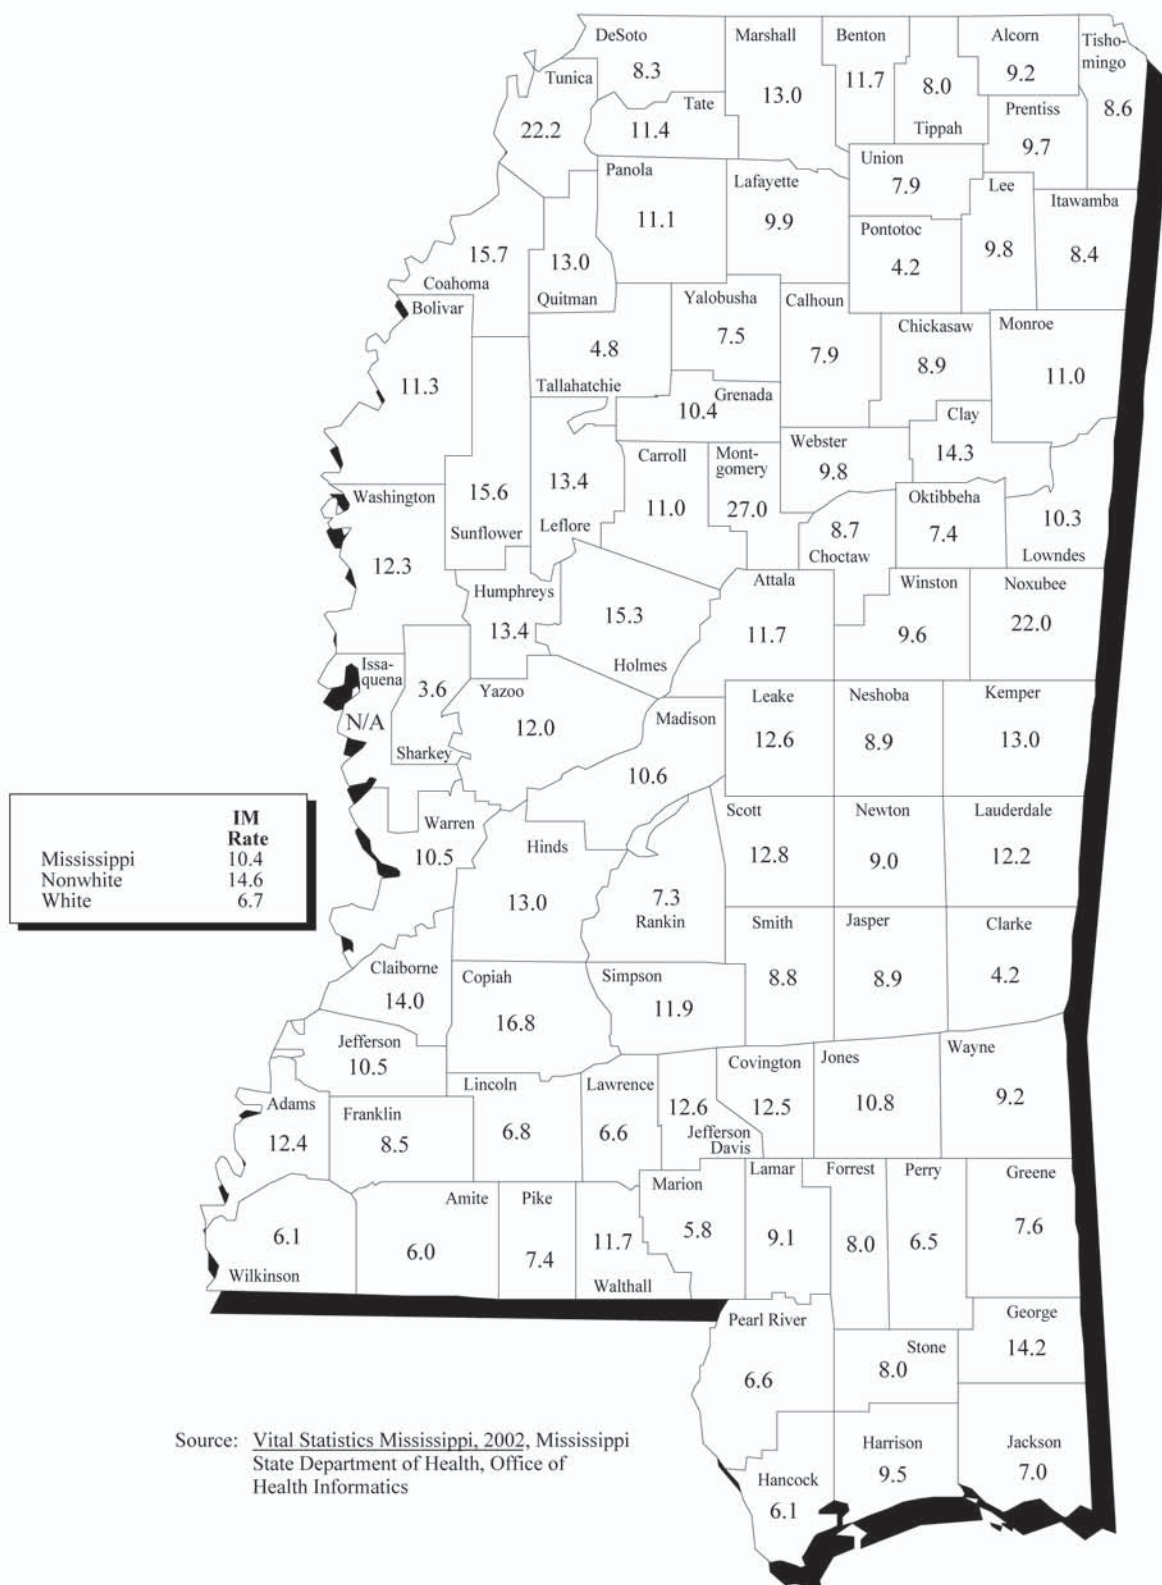 DeSoto
8.3
Marshall
13.0
Benton
11.7
8.0
Tippah
Alcorn
9.2
Tisho-
mingo
8.6
Tunica
22.2
Tate
11.4
Prentiss
9.7
Panola
11.1
Lafayette
9.9
Union
7.9
Lee
9.8
Itawamba
8.4
15.7
Coahoma
13.0
Quitman
Pontotoc
4.2
Bolivar
11.3
4.8
Tallahatchie
Yalobusha
7.5
Calhoun
7.9
Chickasaw
8.9
Monroe
11.0
Grenada
10.4
Clay
14.3
Washington
12.3
15.6
Sunflower
13.4
Leflore
Carroll
11.0
Mont-
gomery
27.0
Webster
9.8
8.7
Choctaw
Oktibbeha
7.4
10.3
Lowndes
Humphreys
13.4
15.3
Holmes
Attala
11.7
Winston
9.6
Noxubee
22.0
Issa-
quena
N/A
3.6
Sharkey
Yazoo
12.0
Madison
10.6
Leake
12.6
Neshoba
8.9
Kemper
13.0
IM
Rate
Mississippi 10.4
Nonwhite 14.6
White 6.7
Warren
10.5
Hinds
13.0
7.3
Rankin
Scott
12.8
Newton
9.0
Lauderdale
12.2
Claiborne
14.0
Copiah
16.8
Simpson
11.9
Smith
8.8
Jasper
8.9
Clarke
4.2
Jefferson
10.5
Adams
12.4
Franklin
8.5
Lincoln
6.8
Lawrence
6.6
12.6
Jefferson
Davis
Covington
12.5
Jones
10.8
Wayne
9.2
6.1
Wilkinson
Amite
6.0
Pike
7.4
11.7
Walthall
Marion
5.8
Lamar
9.1
Forrest
8.0
Perry
6.5
Greene
7.6
Pearl River
6.6
Stone
8.0
George
14.2
Hancock
6.1
Harrison
9.5
Jackson
7.0
Source: Vital Statistics Mississippi, 2002, Mississippi
State Department of Health, Office of
Health Informatics